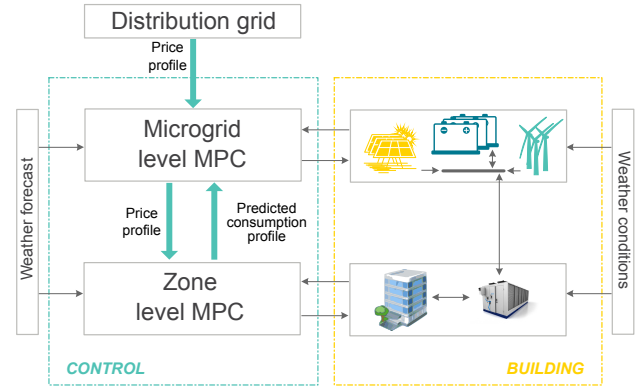 Distribution grid
Price
profile
Microgrid
level MPC
Weather forecast
Weather conditions
Price
profile
Predicted
consumption
profile
Zone
level MPC
CONTROL
BUILDING